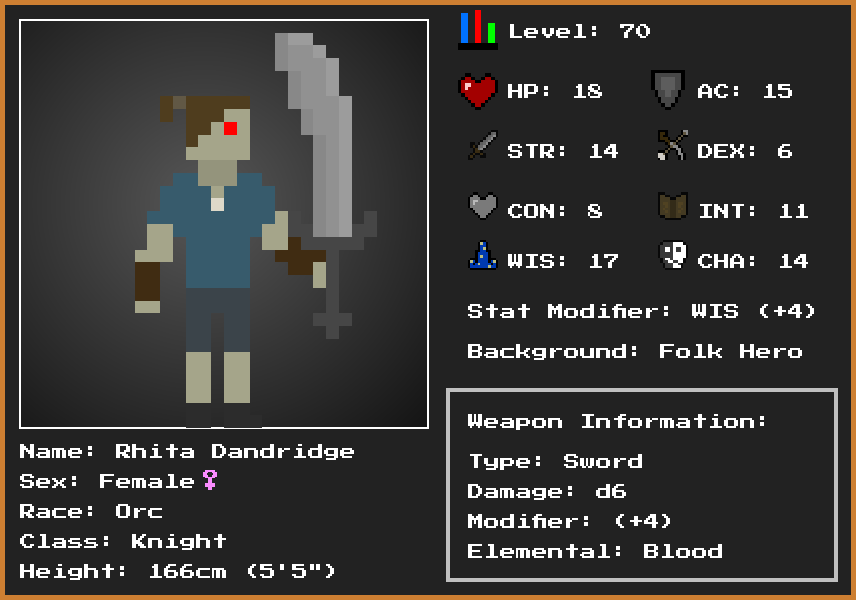 Level: 70
HP: 18
AC: 15
STR: 14
DEX: 6
CON: 8
INT: 11
WIS: 17
CHA: 14
Stat Modifier: WIS (+4)
Background: Folk Hero
Weapon Information:
Type: Sword
Damage: d6
Modifier: (+4)
Elemental: Blood
Name: Rhita Dandridge
Sex: Female♀
Race: Orc
Class: Knight
Height: 166cm (5'5")